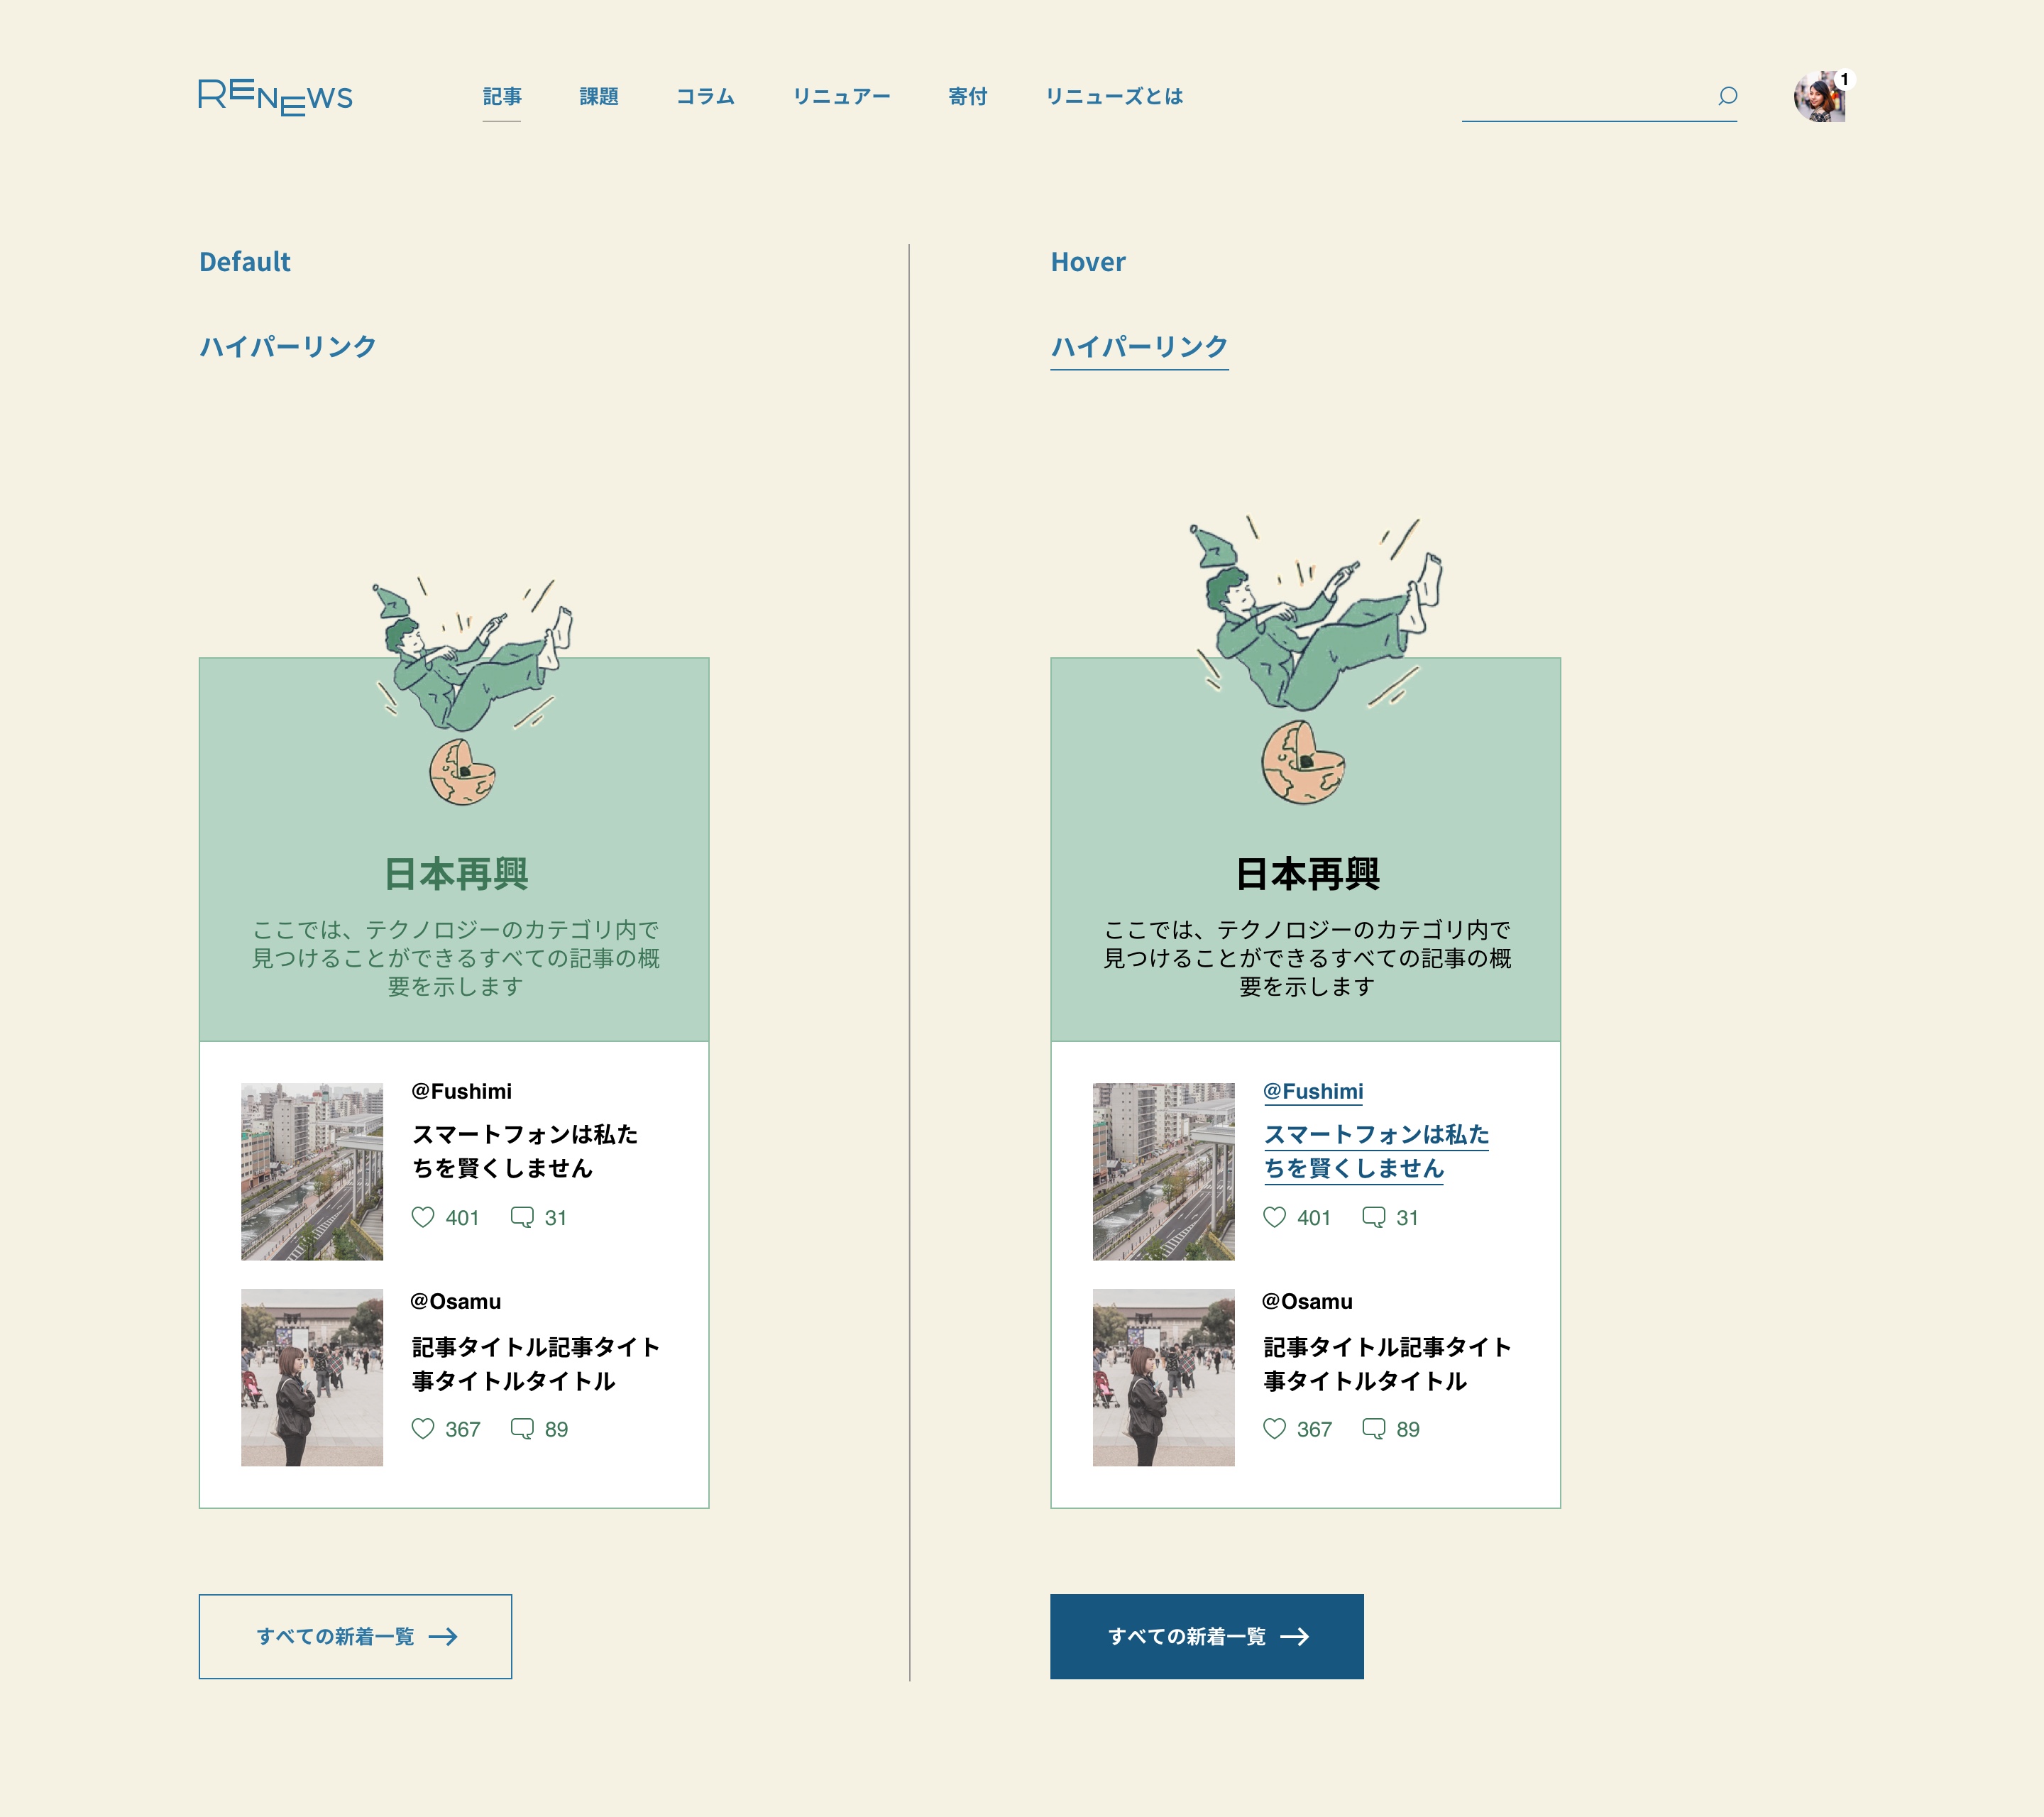 RENEWS
記事 課題 コラム リニュアー 寄付 リニューズとは
1
Default
ハイパーリンク
日本再興
ここでは、テクノロジーのカテゴリ内で
見つけることができるすべての記事の概
要を示します
@Fushimi
スマートフォンは私た
ちを賢くしません
401 31
@Osamu
記事タイトル記事タイト
事タイトルタイトル
367 89
すべての新着一覧
Hover
ハイパーリンク
日本再興
ここでは、テクノロジーのカテゴリ内で
見つけることができるすべての記事の概
要を示します
@Fushimi
スマートフォンは私た
ちを賢くしません
401 31
@Osamu
記事タイトル記事タイト
事タイトルタイトル
367 89
すべての新着一覧